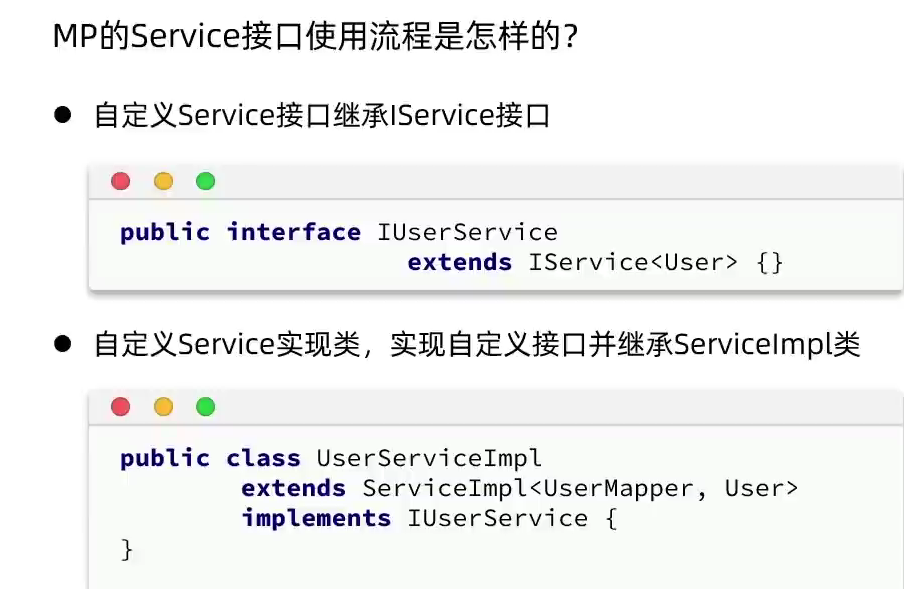 MP的Service接口使用流程是怎样的?
● 自定义Service接口继承IService接口
public interface IUserService
extends IService<User> {}
● 自定义Service实现类，实现自定义接口并继承ServiceImpl类
public class UserServiceImpl
extends ServiceImpl<UserMapper, User>
implements IUserService {
}